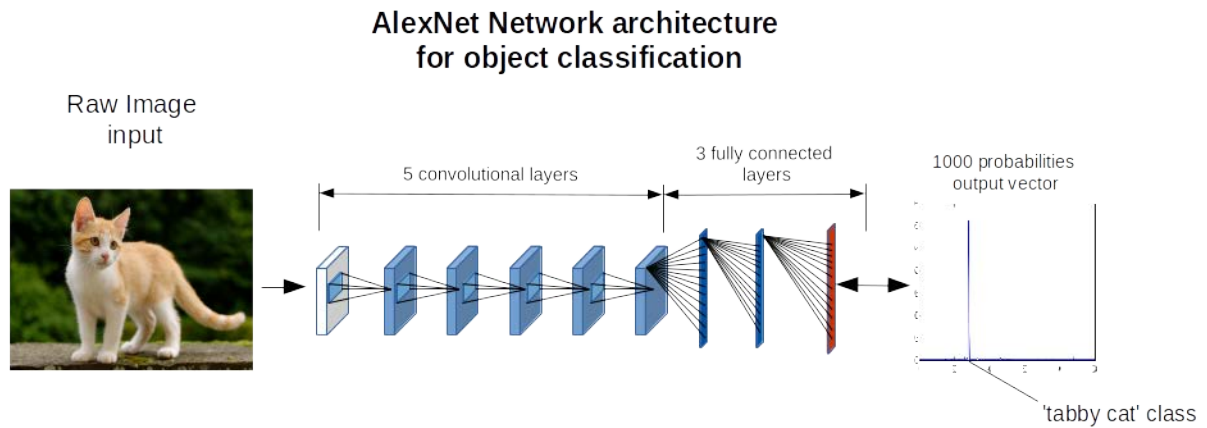 AlexNet Network architecture
for object classification
Raw Image
input
5 convolutional layers
3 fully connected
layers
1000 probabilities
output vector
'tabby cat' class